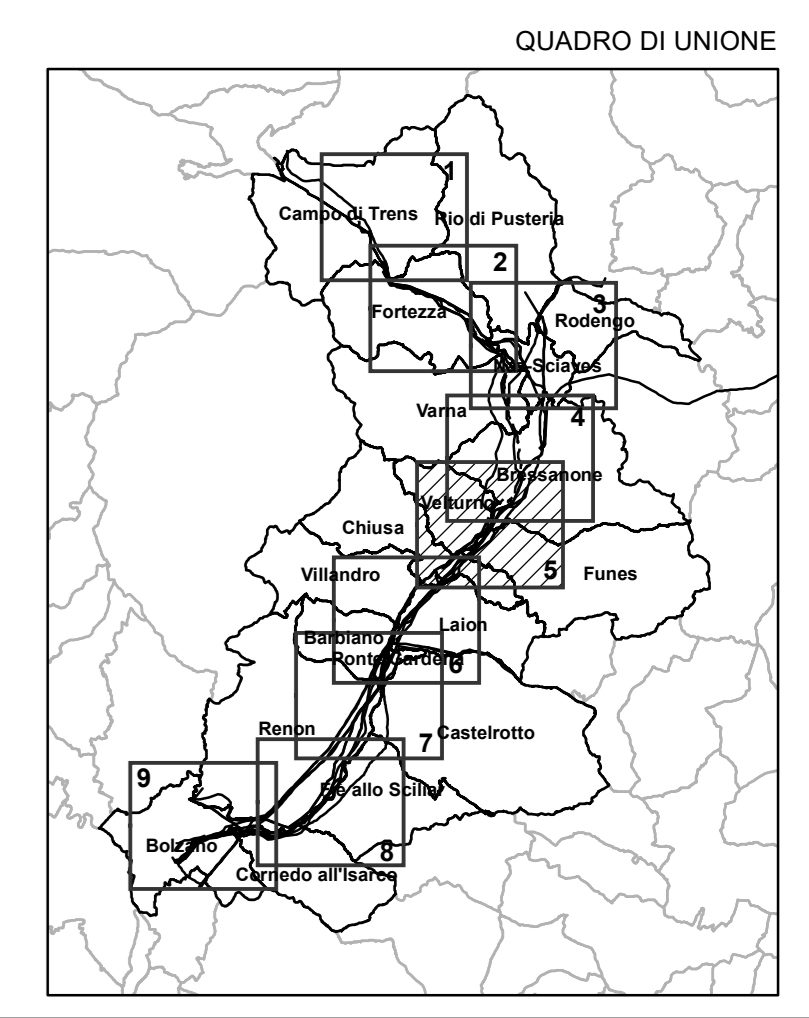 QUADRO DI UNIONE
1
Campo di Trens
Rio di Pusteria
2
3
Fortezza
Rodengo
Naz-Sciaves
Varna
4
Bressanone
Velturno
Chiusa
5
Villandro
Funes
Laion
Barbiano
Ponte Gardena
6
Renon
7
Castelrotto
9
Fiè allo Sciliar
Bolzano
8
Cornedo all'Isarco